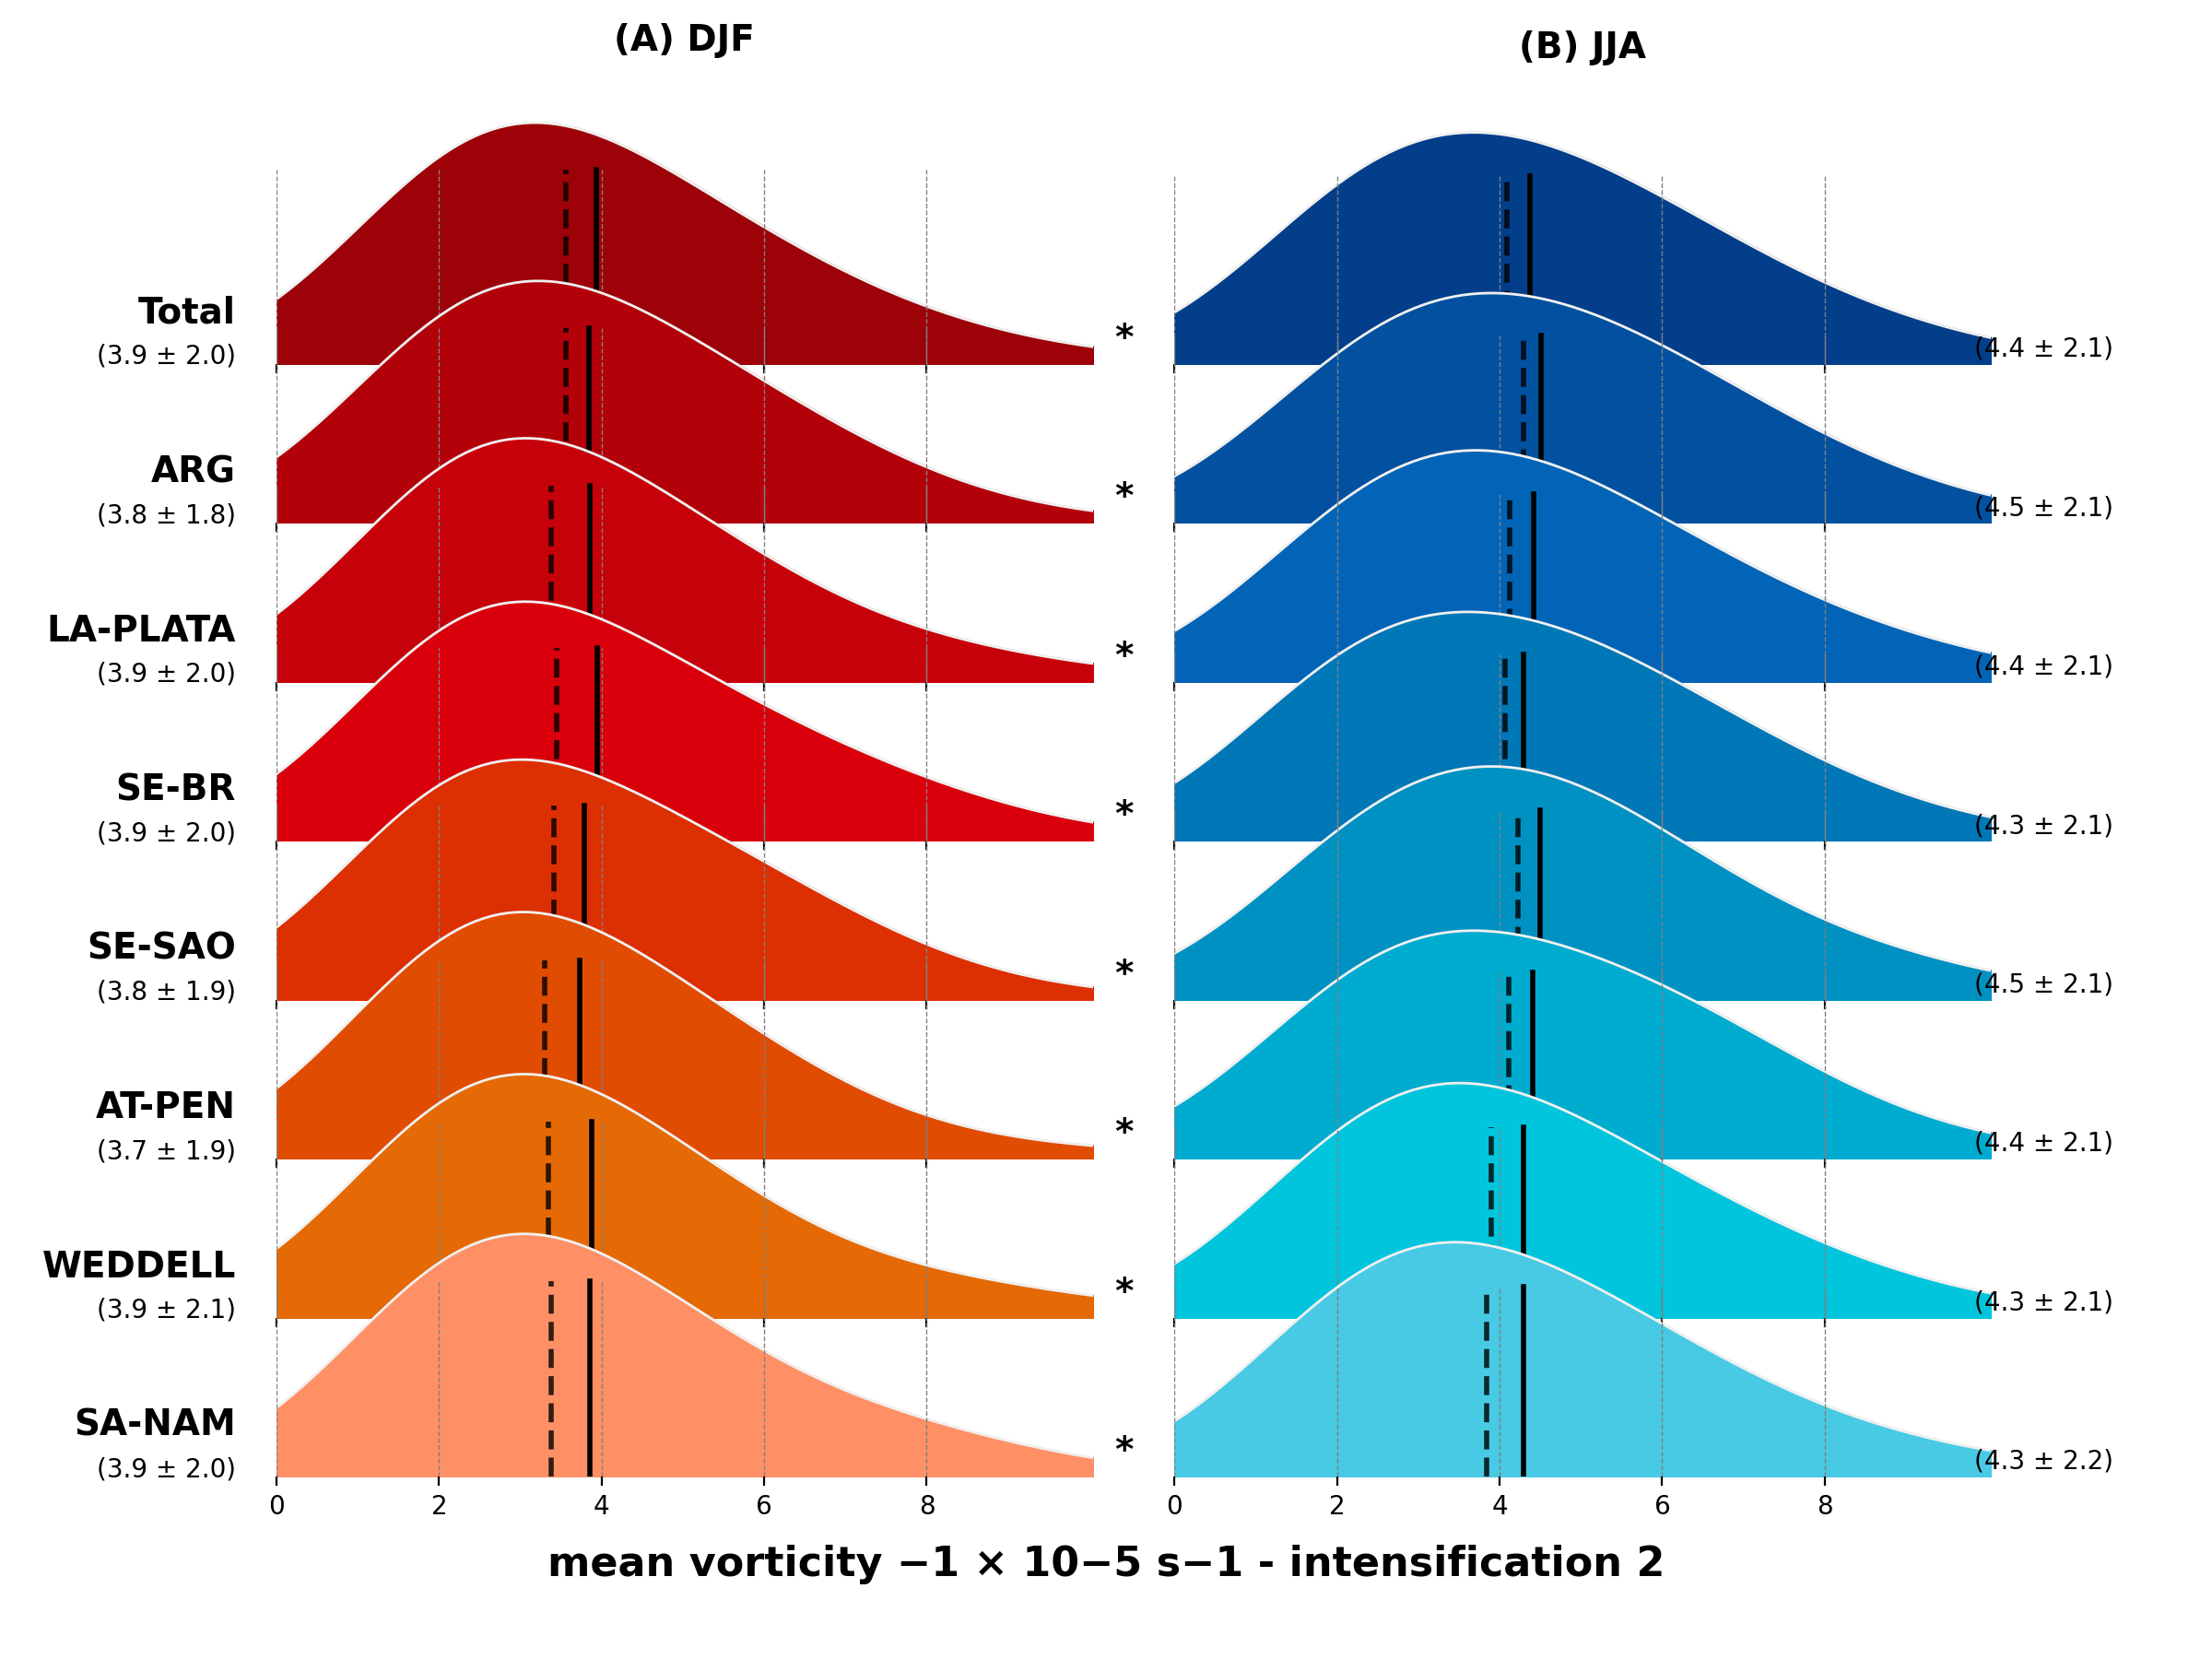 (A) DJF
(B) JJA
Total
(3.9 ± 2.0)
*
(4.4 ± 2.1)
ARG
(3.8 ± 1.8)
*
(4.5 ± 2.1)
LA-PLATA
(3.9 ± 2.0)
*
(4.4 ± 2.1)
SE-BR
(3.9 ± 2.0)
*
(4.3 ± 2.1)
SE-SAO
(3.8 ± 1.9)
*
(4.5 ± 2.1)
AT-PEN
(3.7 ± 1.9)
*
(4.4 ± 2.1)
WEDDELL
(3.9 ± 2.1)
*
(4.3 ± 2.1)
SA-NAM
(3.9 ± 2.0)
*
(4.3 ± 2.2)
0 2 4 6 8
0 2 4 6 8
mean vorticity −1 × 10−5 s−1 - intensification 2